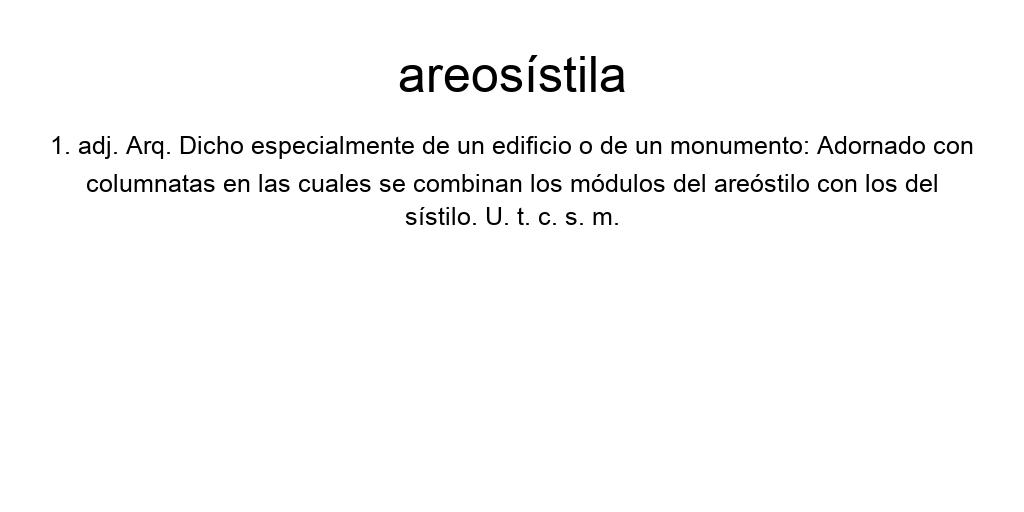 areosístila
1. adj. Arq. Dicho especialmente de un edificio o de un monumento: Adornado con
columnatas en las cuales se combinan los módulos del areóstilo con los del
sístilo. U. t. c. s. m.